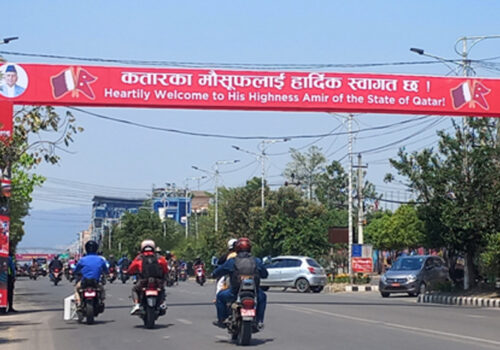 कतारका मौसूफलाई हार्दिक स्वागत छ !
Heartily Welcome to His Highness Amir of the State of Qatar!